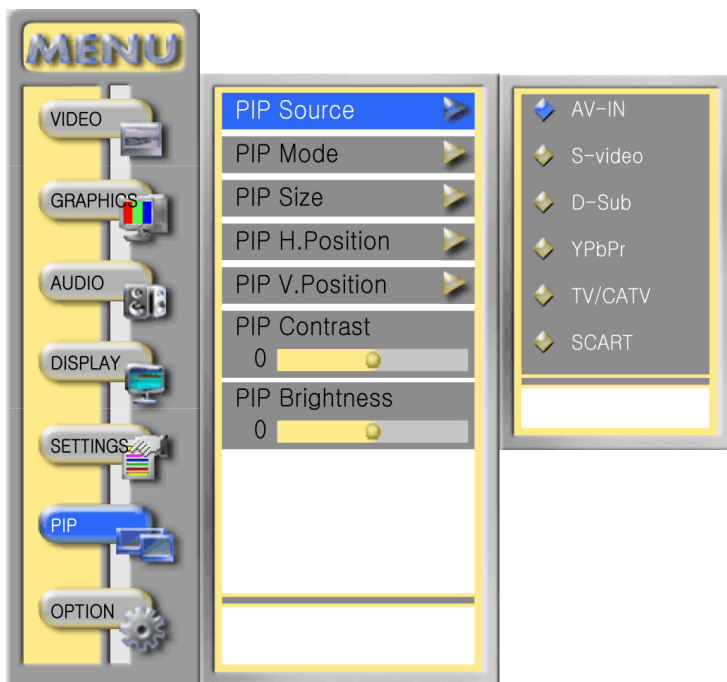 MENU
VIDEO
GRAPHICS
AUDIO
DISPLAY
SETTINGS
PIP
OPTION
PIP Source
PIP Mode
PIP Size
PIP H.Position
PIP V.Position
PIP Contrast
0
PIP Brightness
0
AV-IN
S-video
D-Sub
YPbPr
TV/CATV
SCART